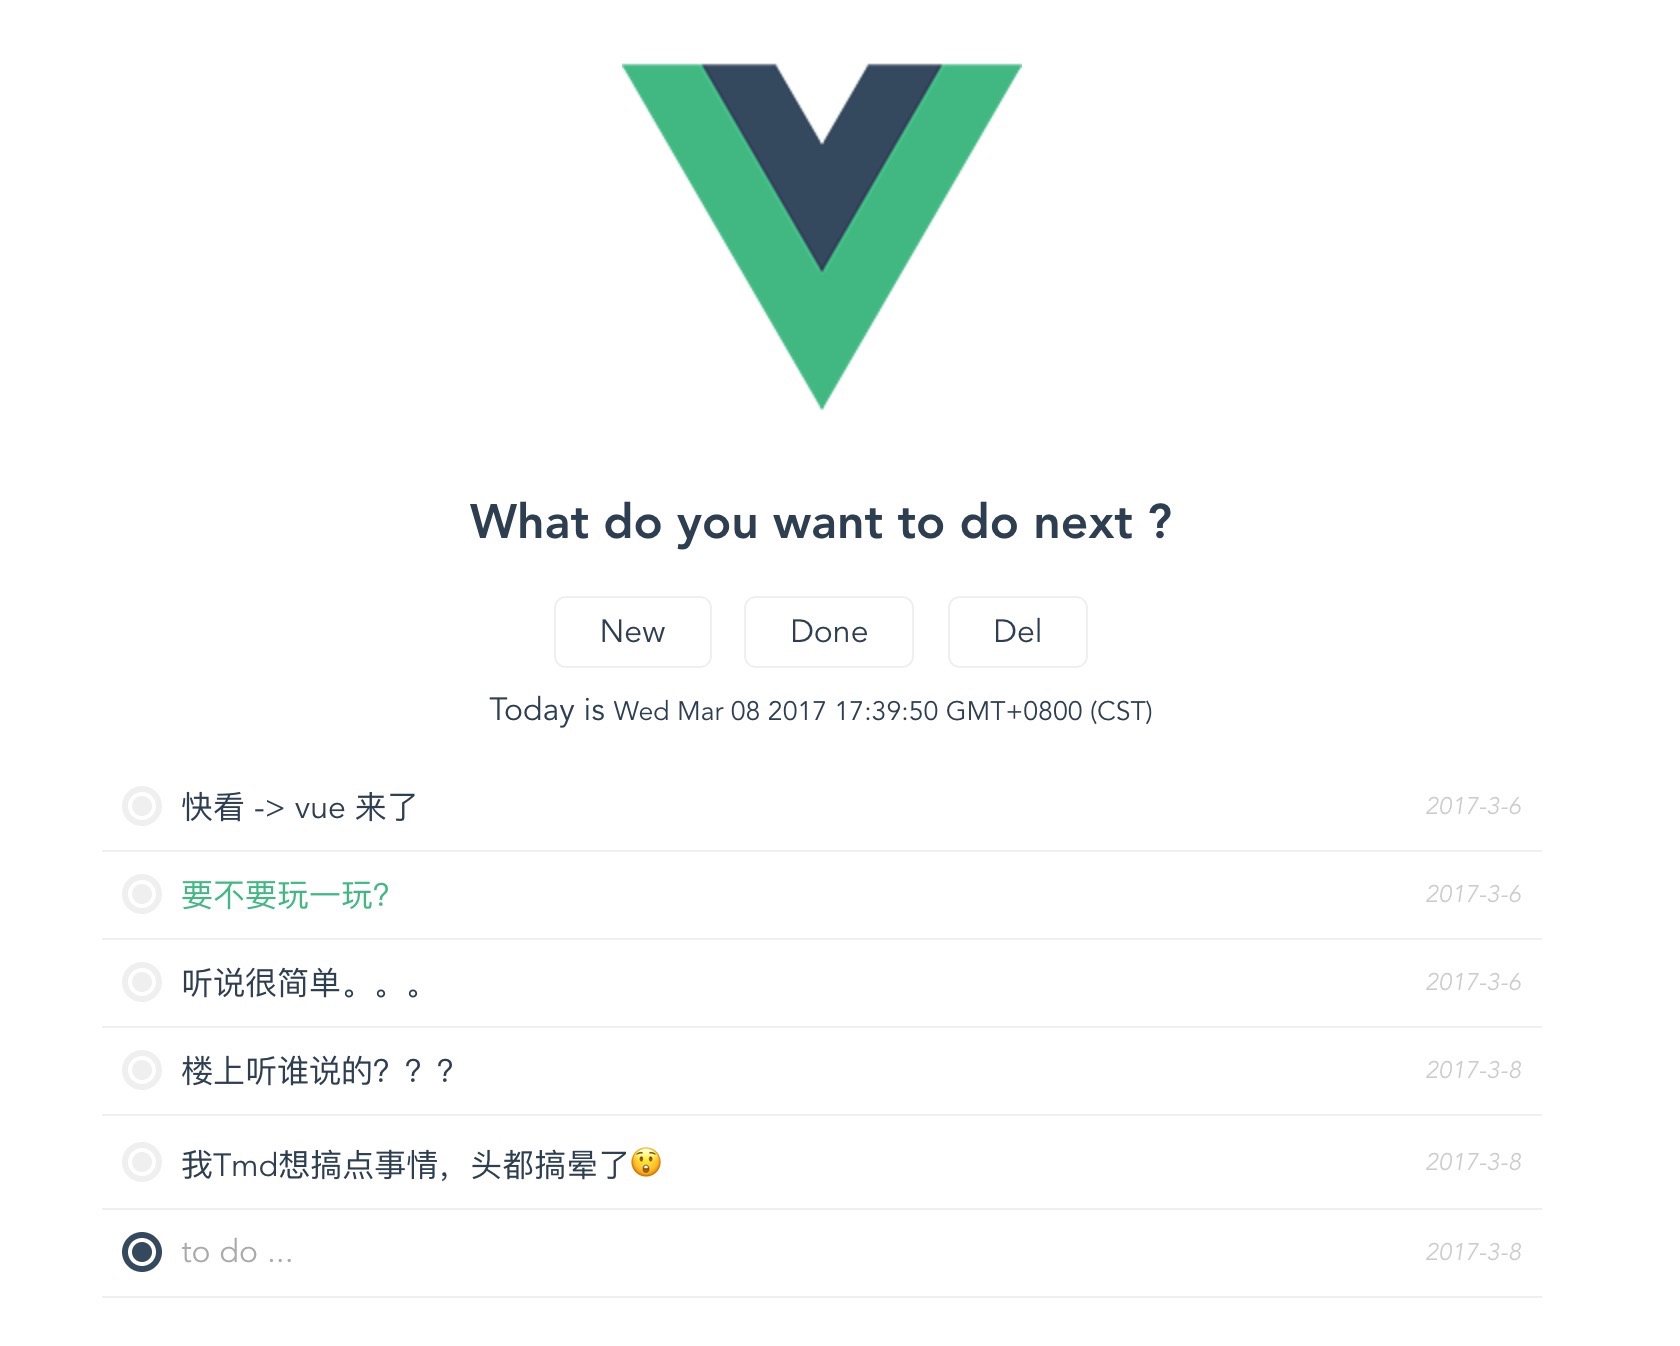 What do you want to do next ?
New Done Del
Today is Wed Mar 08 2017 17:39:50 GMT+0800 (CST)
快看 -> vue 来了 2017-3-6
要不要玩一玩？ 2017-3-6
听说很简单。。。 2017-3-6
楼上听谁说的？？？ 2017-3-8
我Tmd想搞点事情，头都搞晕了😲 2017-3-8
to do ... 2017-3-8